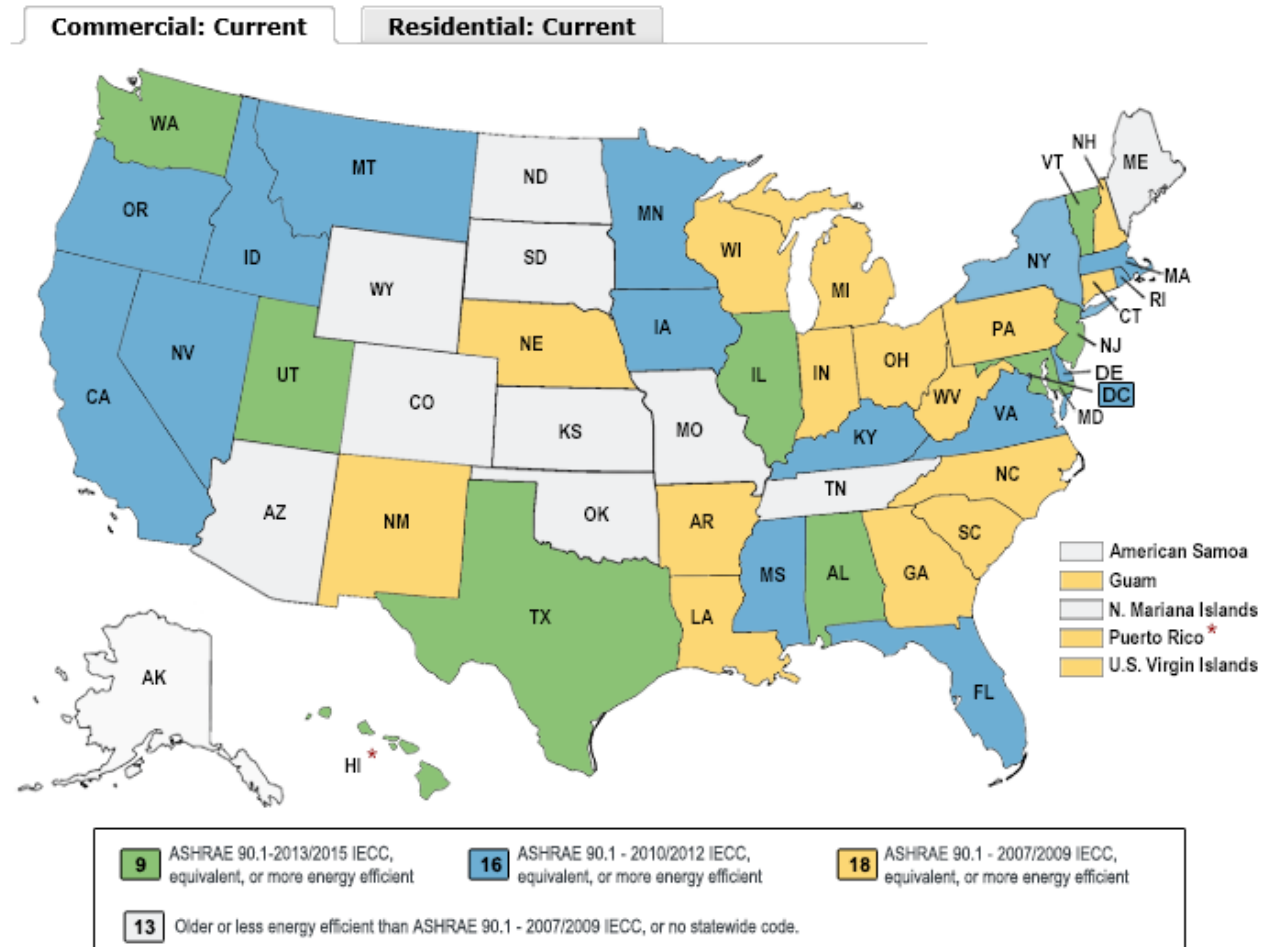 Commercial: Current
Residential: Current
WA
MT
ND
MN
VT
NH
ME
OR
ID
SD
WI
NY
MA
WY
MI
RI
CT
IA
NE
PA
NJ
NV
UT
IL
IN
OH
DE
DC
CA
CO
WV
VA
MD
KS
MO
KY
AZ
NM
OK
TN
NC
AR
SC
American Samoa
MS
AL
GA
Guam
TX
LA
N. Mariana Islands
Puerto Rico *
U.S. Virgin Islands
AK
FL
HI *
9 ASHRAE 90.1-2013/2015 IECC,
equivalent, or more energy efficient
16 ASHRAE 90.1 - 2010/2012 IECC,
equivalent, or more energy efficient
18 ASHRAE 90.1 - 2007/2009 IECC,
equivalent, or more energy efficient
13 Older or less energy efficient than ASHRAE 90.1 - 2007/2009 IECC, or no statewide code.